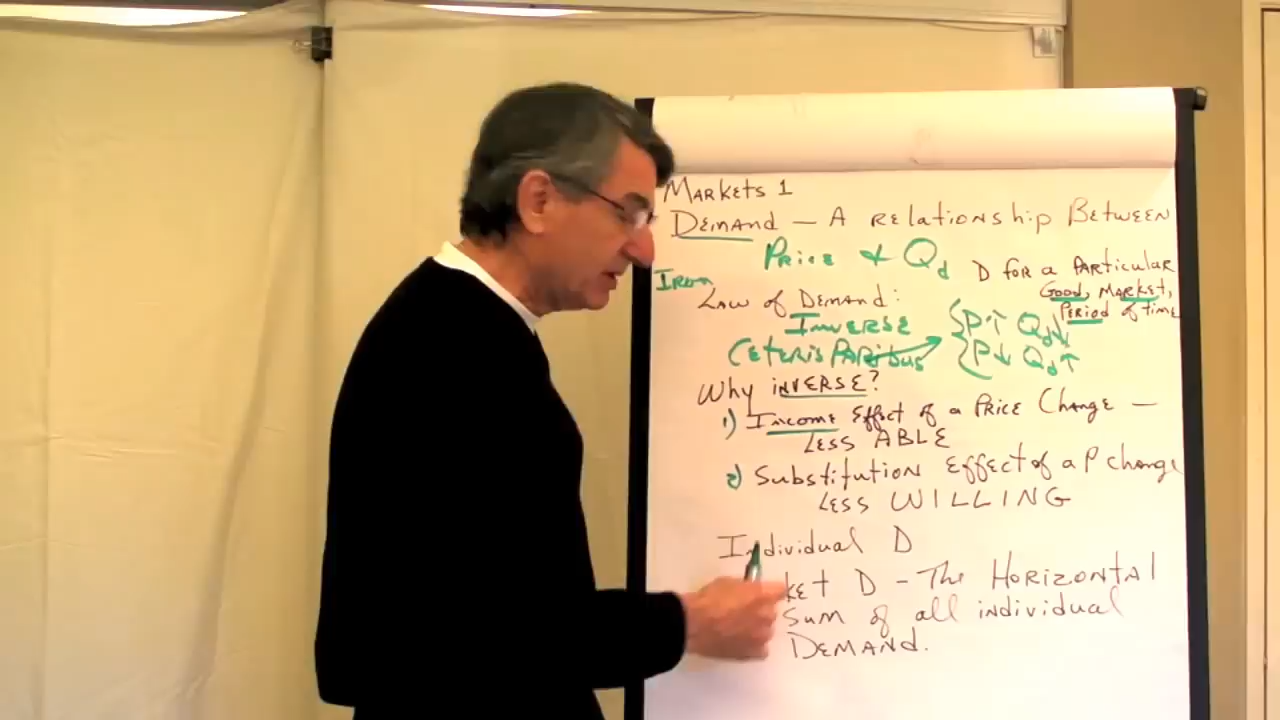 Markets 1
Demand — A Relationship Between
Price & Qd
D for a Particular
Good, Market,
Period of time
Iron
Law of Demand:
Inverse
Ceteris Paribus
P↑ Qd↓
P↓ Qd↑
Why inverse?
1) Income Effect of a Price Change —
Less ABLE
2) Substitution Effect of a P change
Less WILLING
Individual D
ket D - The Horizontal
Sum of all individual
Demand.